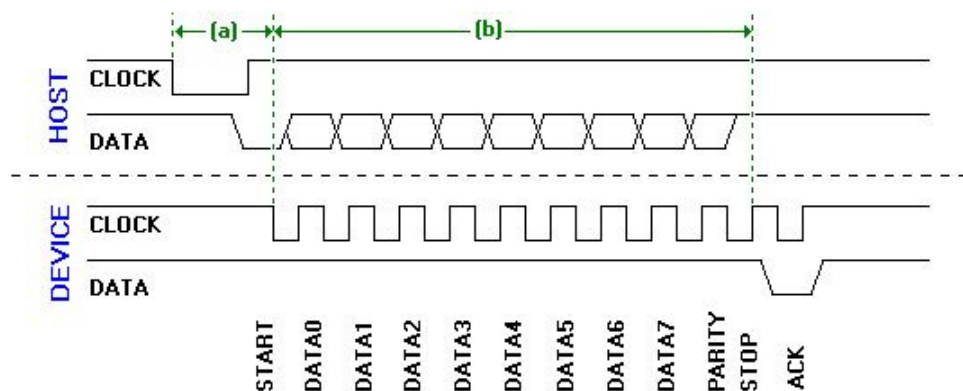 (a)
(b)
HOST
CLOCK
DATA
DEVICE
CLOCK
DATA
START
DATA0
DATA1
DATA2
DATA3
DATA4
DATA5
DATA6
DATA7
PARITY
STOP
ACK